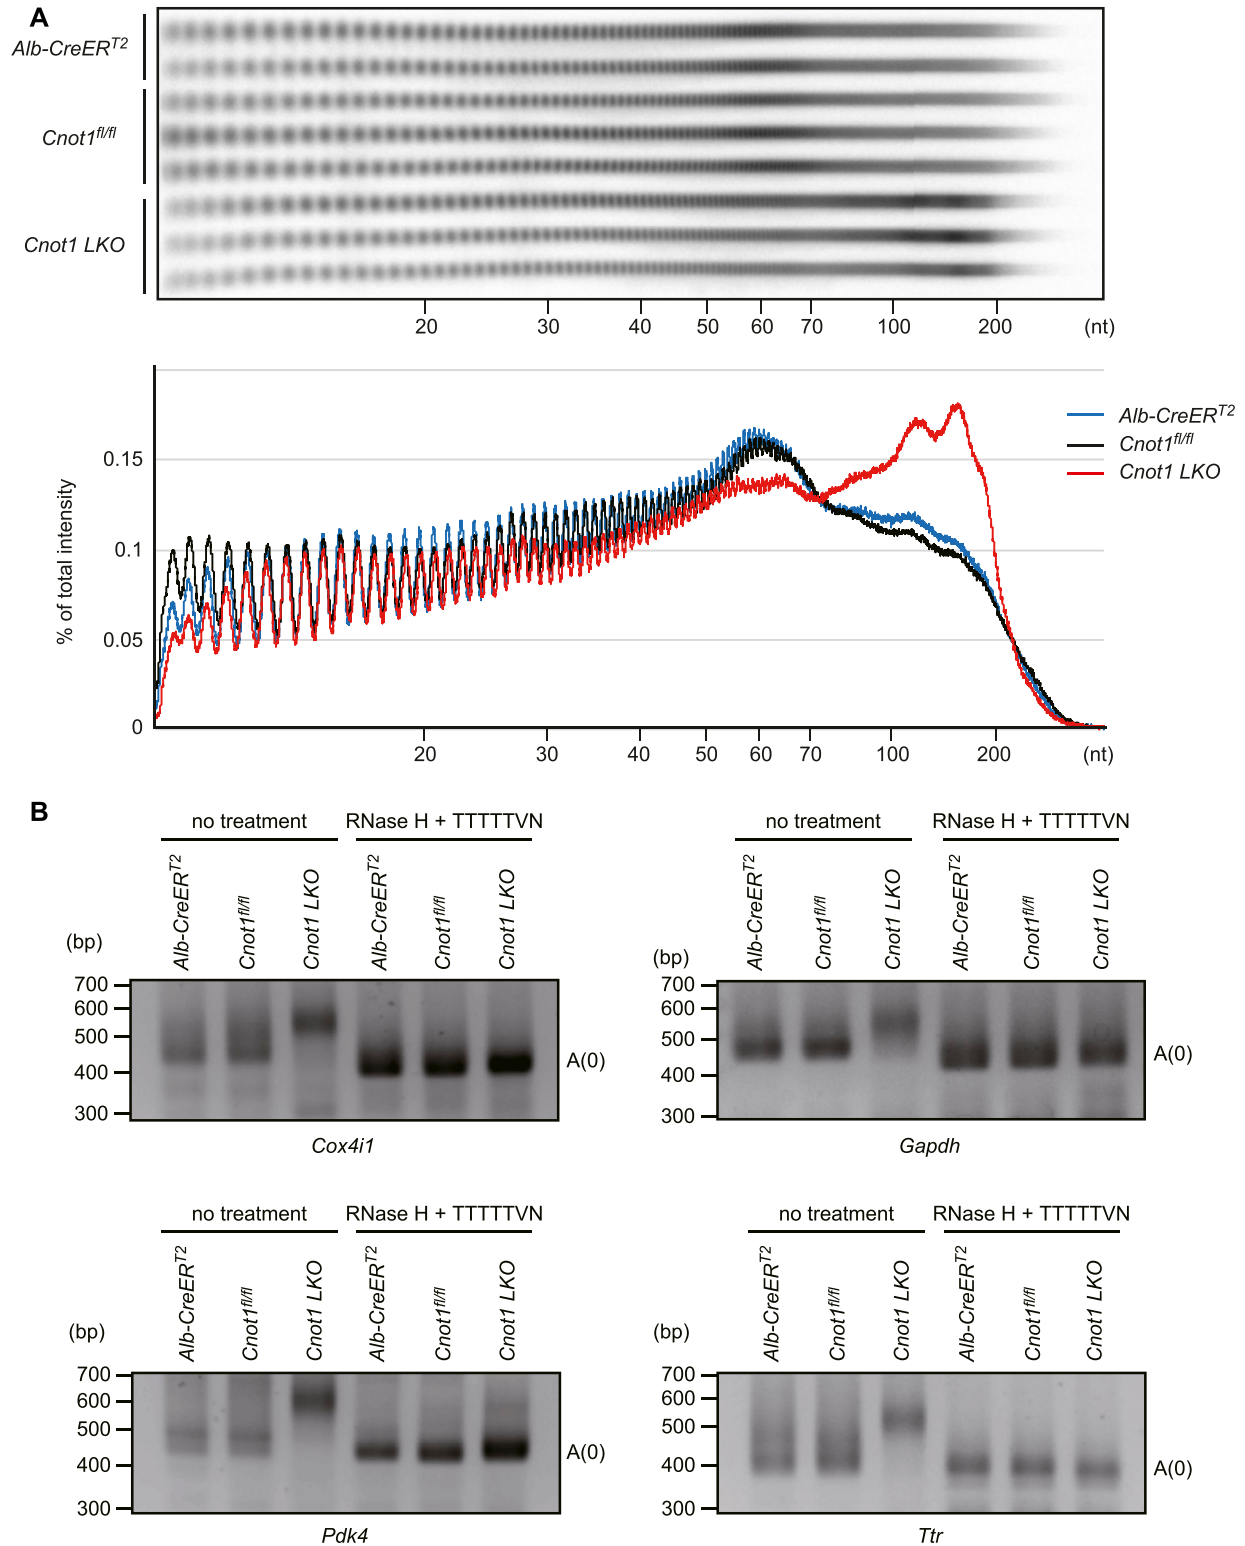 A
Alb-CreERT2
Cnot1fl/fl
Cnot1 LKO
20 30 40 50 60 70 100 200 (nt)
% of total intensity
0.15
0.1
0.05
0
Alb-CreERT2
Cnot1fl/fl
Cnot1 LKO
20 30 40 50 60 70 100 200 (nt)
B
no treatment RNase H + TTTTTVN
Alb-CreERT2 Cnot1fl/fl Cnot1 LKO Alb-CreERT2 Cnot1fl/fl Cnot1 LKO
(bp)
700
600
500
400
300
A(0)
Cox4i1
no treatment RNase H + TTTTTVN
Alb-CreERT2 Cnot1fl/fl Cnot1 LKO Alb-CreERT2 Cnot1fl/fl Cnot1 LKO
(bp)
700
600
500
400
300
A(0)
Gapdh
no treatment RNase H + TTTTTVN
Alb-CreERT2 Cnot1fl/fl Cnot1 LKO Alb-CreERT2 Cnot1fl/fl Cnot1 LKO
(bp)
700
600
500
400
300
A(0)
Pdk4
no treatment RNase H + TTTTTVN
Alb-CreERT2 Cnot1fl/fl Cnot1 LKO Alb-CreERT2 Cnot1fl/fl Cnot1 LKO
(bp)
700
600
500
400
300
A(0)
Ttr